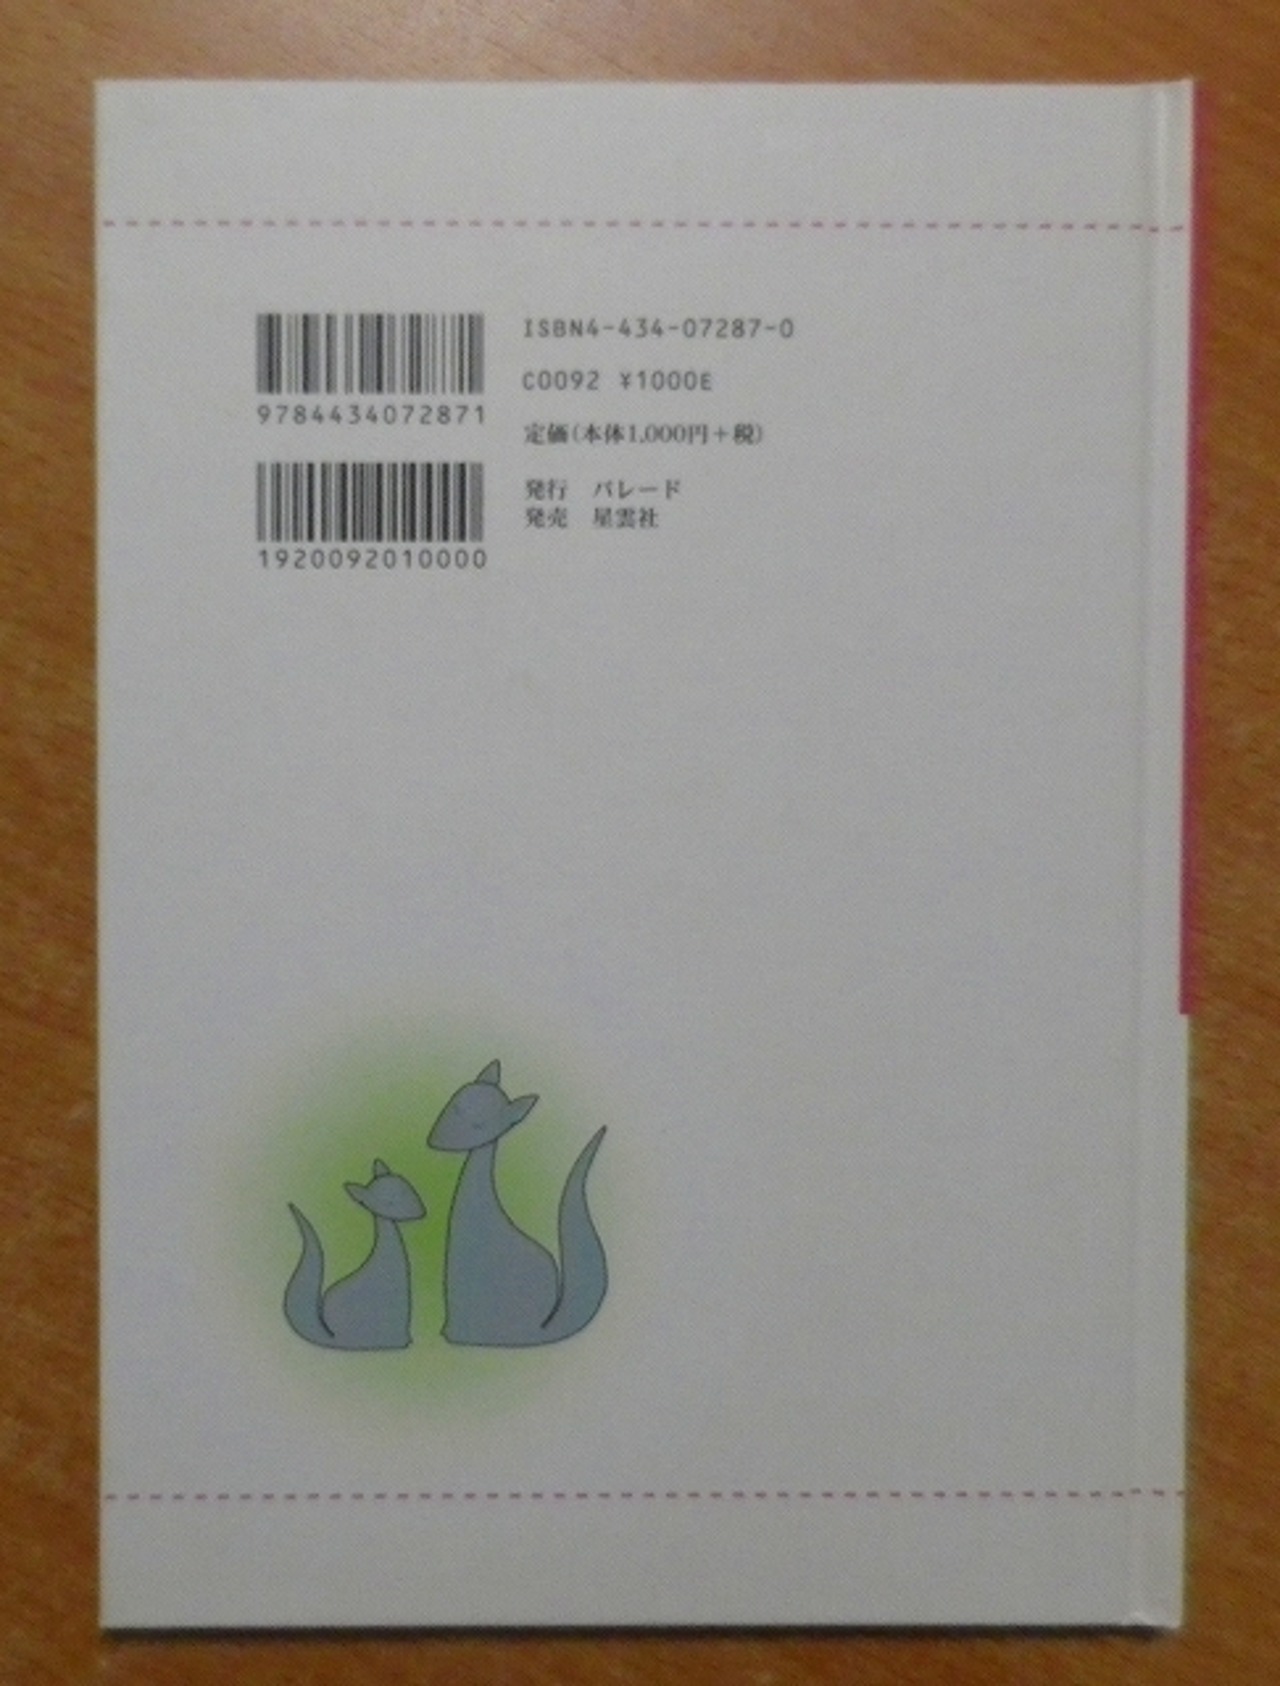 9784434072871
1920092010000
ISBN4-434-07287-0
C0092 ¥1000E
定価(本体1,000円+税)
発行　パレード
発売　星雲社